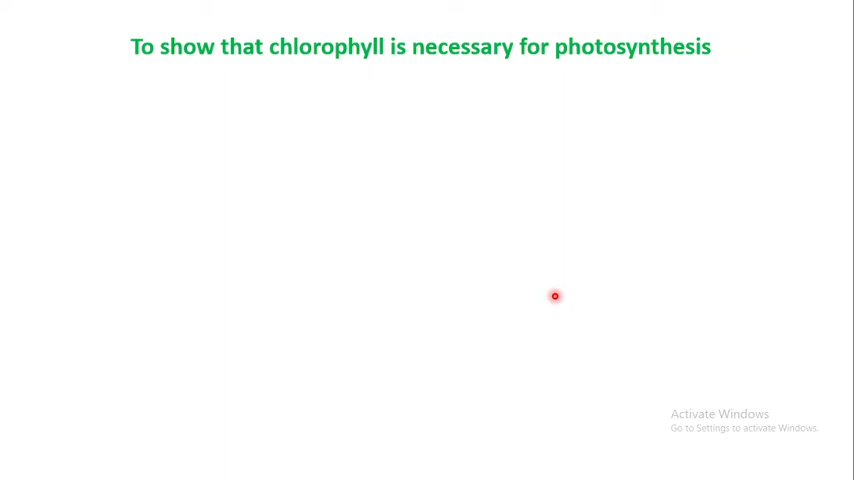 To show that chlorophyll is necessary for photosynthesis
Activate Windows
Go to Settings to activate Windows.